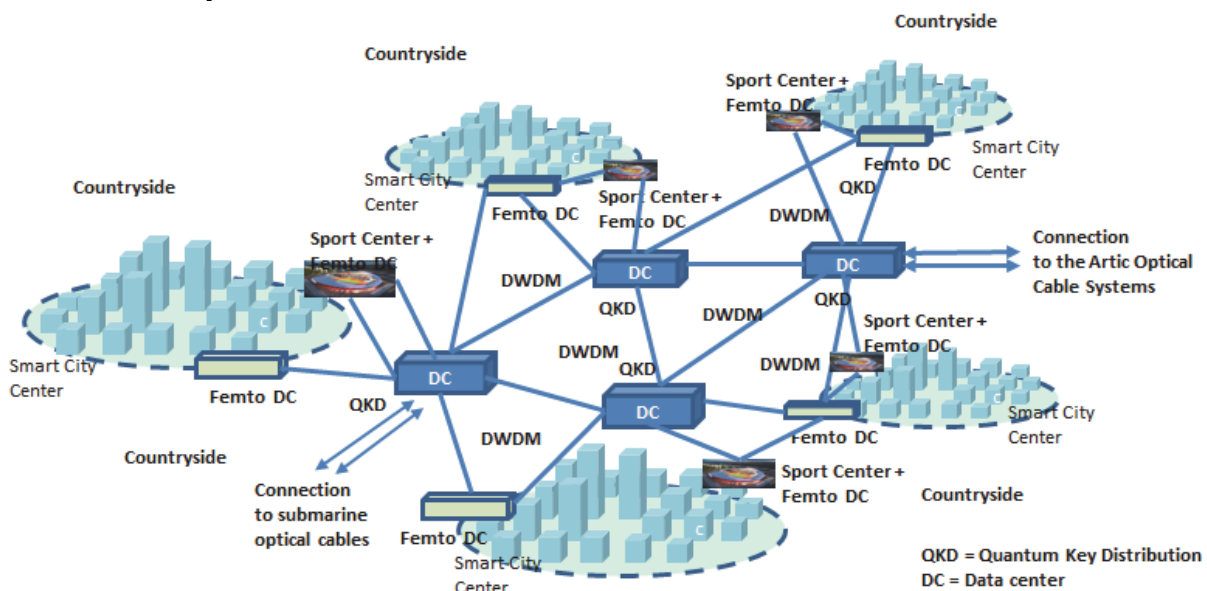 Countryside
Countryside
Countryside
Sport Center +
Femto DC
C
Femto DC
Smart City
Center
C
Smart City
Center
Femto DC
Sport Center +
Femto DC
QKD
DWDM
Countryside
Sport Center +
Femto DC
C
Smart City
Center
Femto DC
DC
DWDM
QKD
DC
QKD
Connection
to the Artic Optical
Cable Systems
DWDM
DWDM
QKD
DC
QKD
DWDM
DC
DWDM
Sport Center +
Femto DC
C
Smart City
Center
Femto DC
Countryside
Connection
to submarine
optical cables
Femto DC
Smart City
Center
C
Sport Center +
Femto DC
Countryside
QKD = Quantum Key Distribution
DC = Data center